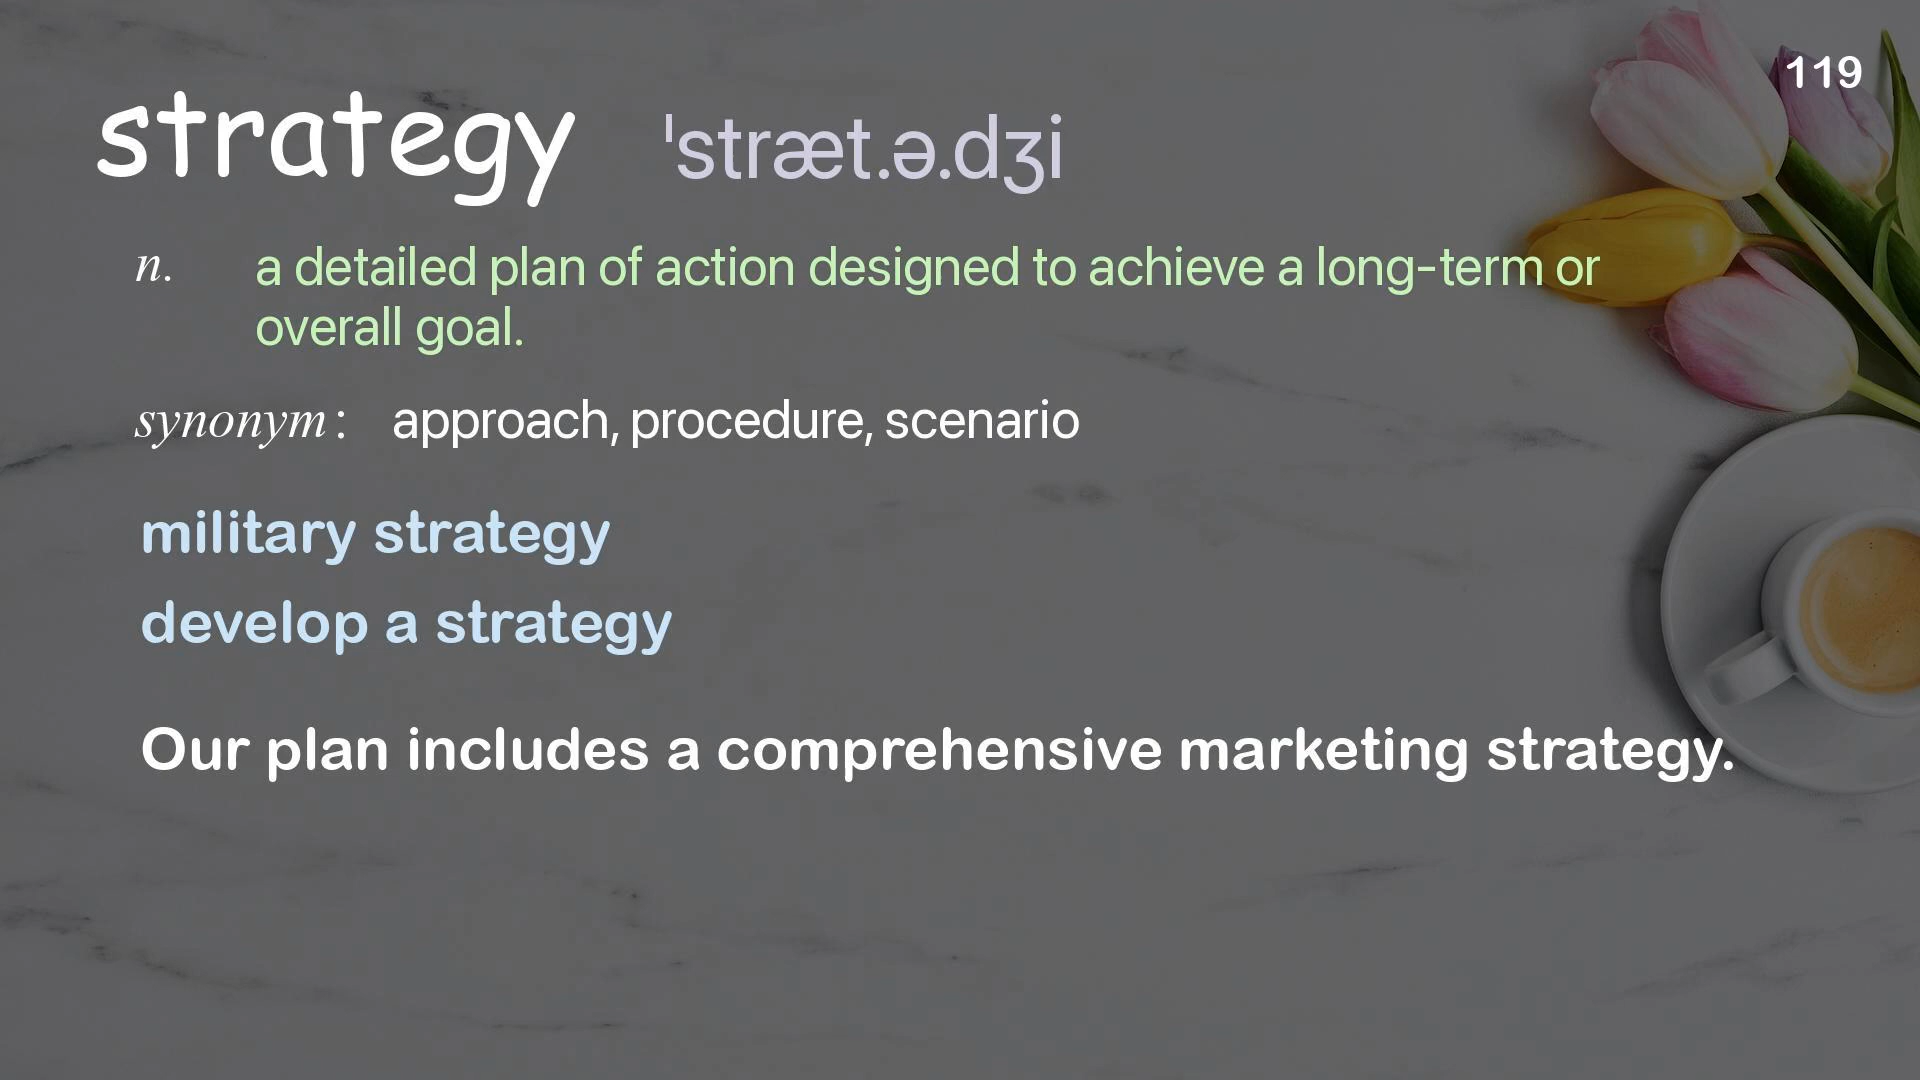 119
strategy ˈstræt.ə.dʒi
n. a detailed plan of action designed to achieve a long-term or
overall goal.
synonym: approach, procedure, scenario
military strategy
develop a strategy
Our plan includes a comprehensive marketing strategy.